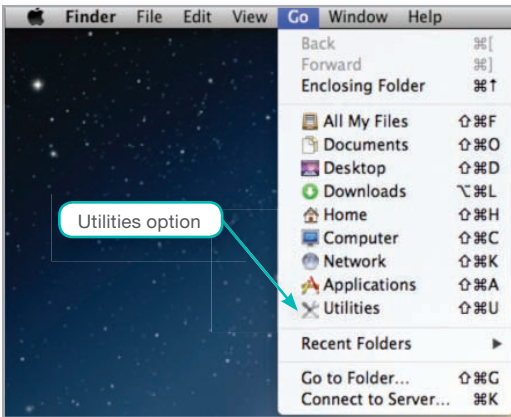 Finder File Edit View Go Window Help
Back ⌘[
Forward ⌘]
Enclosing Folder ⌘↑
All My Files ⇧⌘F
Documents ⇧⌘O
Desktop ⇧⌘D
Downloads ⌥⌘L
Home ⇧⌘H
Utilities option
Computer ⇧⌘C
Network ⇧⌘K
Applications ⇧⌘A
Utilities ⇧⌘U
Recent Folders ▶
Go to Folder... ⇧⌘G
Connect to Server... ⌘K